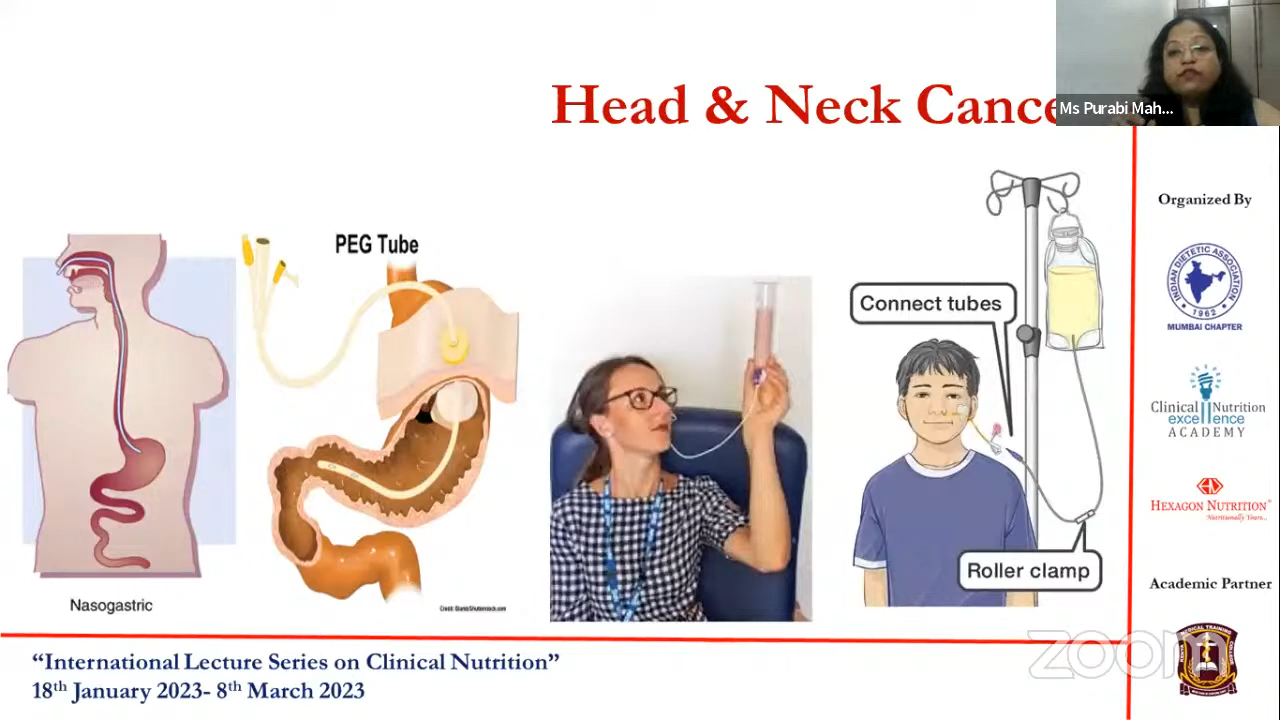 Head & Neck Cance
Ms Purabi Mah...
Organized By
INDIAN DIETETIC ASSOCIATION
1962
MUMBAI CHAPTER
Clinical Nutrition
excellence
ACADEMY
HEXAGON NUTRITION
Nutritionally Yours...
Academic Partner
PEG Tube
Connect tubes
Roller clamp
Nasogastric
“International Lecture Series on Clinical Nutrition”
18th January 2023- 8th March 2023
zoom